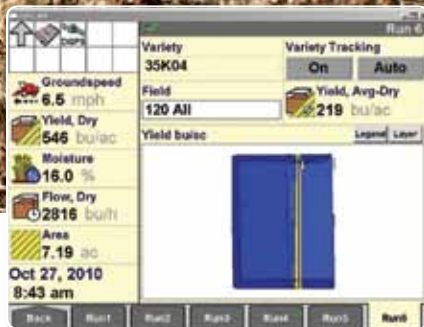 Run 6
DGPS
Groundspeed
6.5 mph
Yield, Dry
546 bu/ac
Moisture
16.0 %
Flow, Dry
2816 bu/h
Area
7.19 ac
Oct 27, 2010
8:43 am
Variety
35K04
Variety Tracking
On Auto
Field
120 All
Yield, Avg-Dry
219 bu/ac
Yield bu/ac
Legend Layer
Back Run1 Run2 Run3 Run4 Run5 Run6